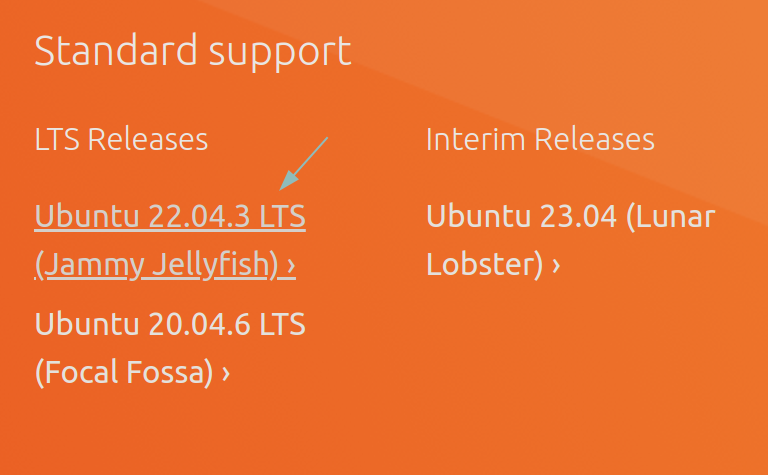 Standard support
LTS Releases
Ubuntu 22.04.3 LTS
(Jammy Jellyfish) ›
Ubuntu 20.04.6 LTS
(Focal Fossa) ›
Interim Releases
Ubuntu 23.04 (Lunar
Lobster) ›